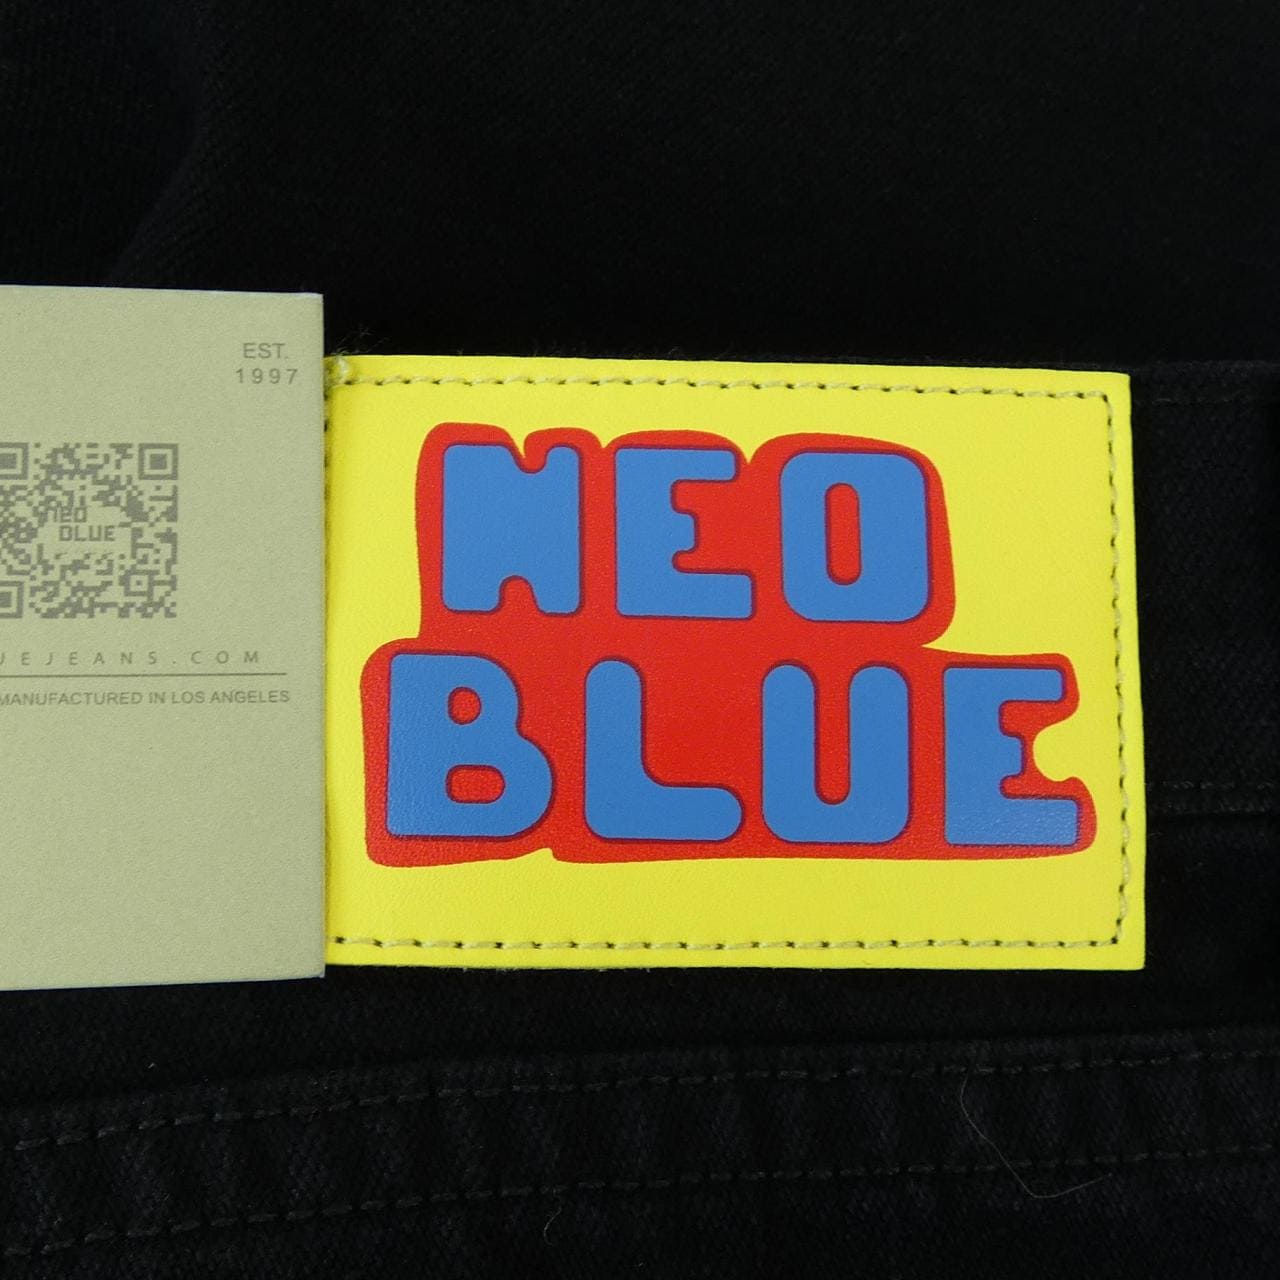 EST.
1997
neo
BLUE
UEJEANS.COM
MANUFACTURED IN LOS ANGELES
NEO
BLUE